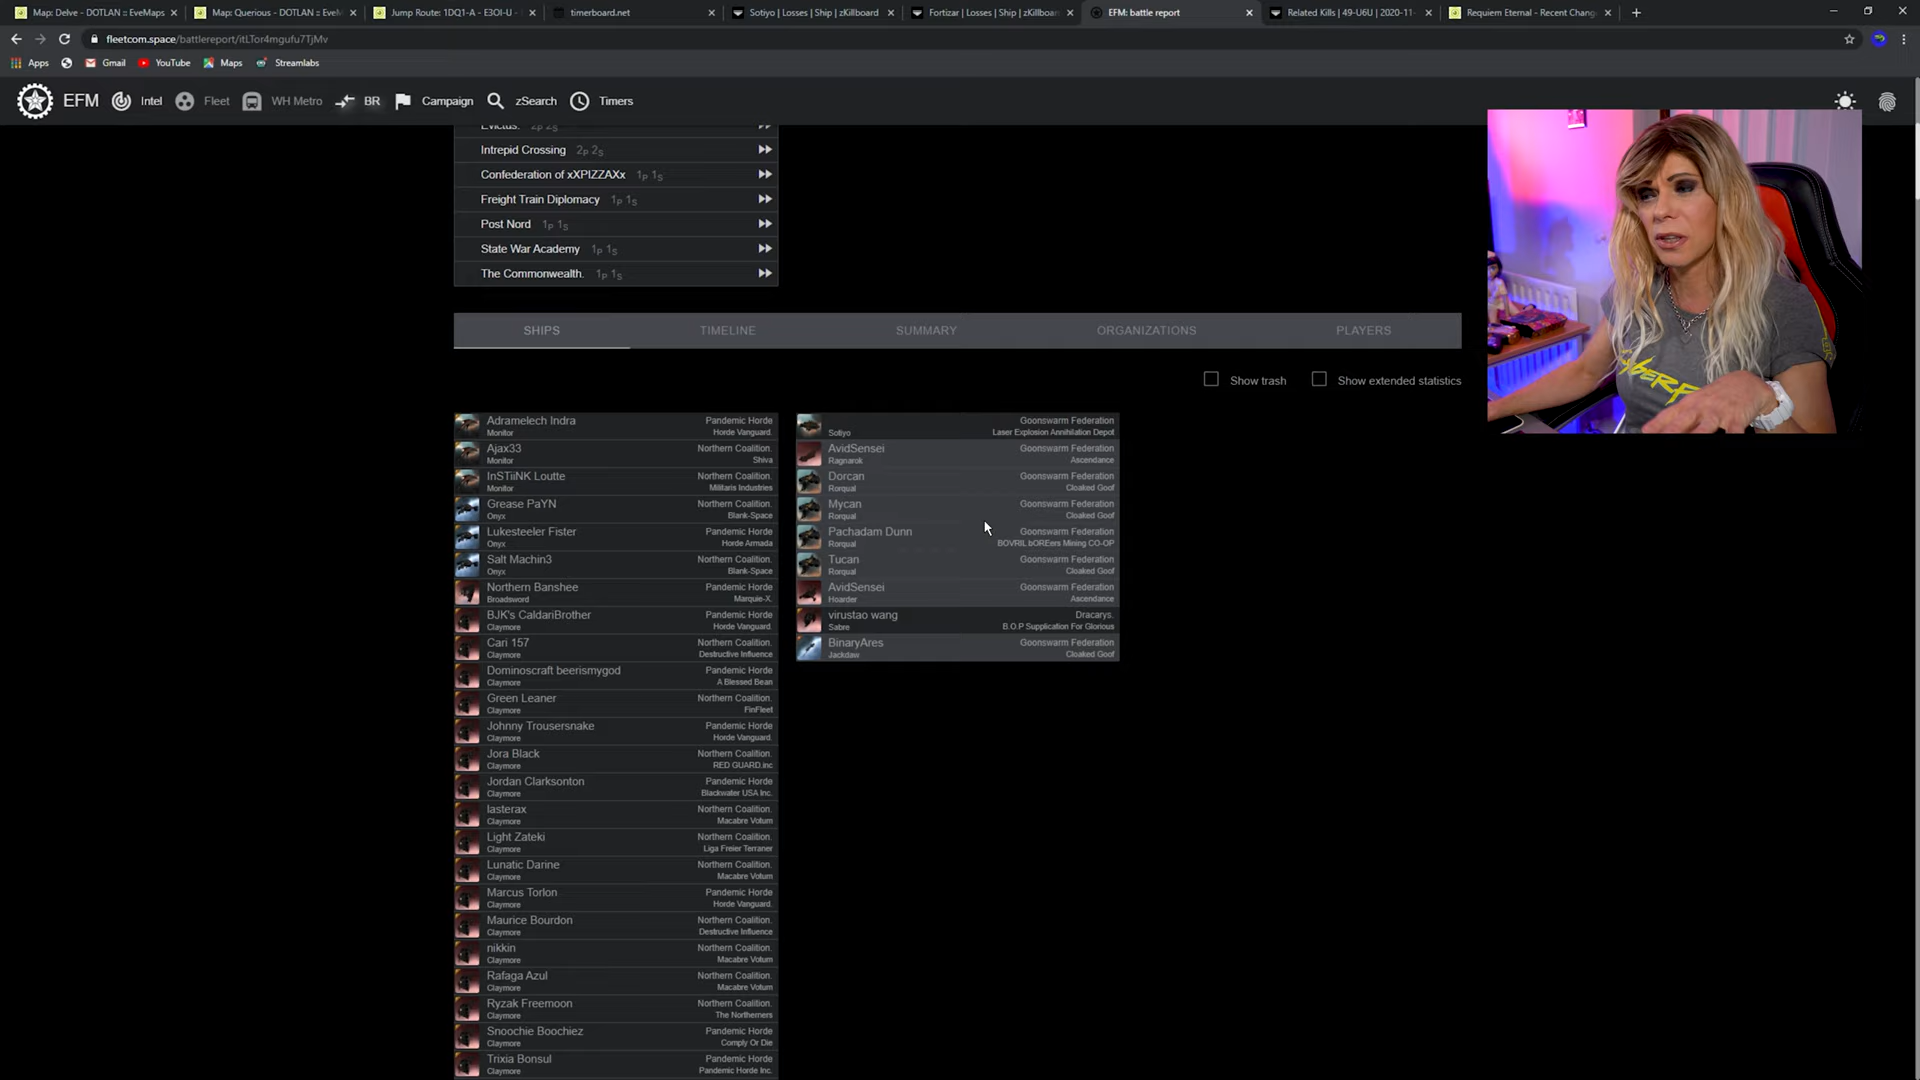 Map: Delve - DOTLAN :: EveMaps
Map: Querious - DOTLAN :: EveM
Jump Route: 1DQ1-A - E3OI-U -
timerboard.net
Sotiyo | Losses | Ship | zKillboard
Fortizar | Losses | Ship | zKillboar
EFM: battle report
Related Kills | 49-U6U | 2020-11-
Requiem Eternal - Recent Chang
fleetcom.space/battlereport/itLTor4mgufu7TjMv
Apps
Gmail
YouTube
Maps
Streamlabs
EFM
Intel
Fleet
WH Metro
BR
Campaign
zSearch
Timers
Evictus. 2p 2s
Intrepid Crossing 2p 2s
Confederation of xXPIZZAXx 1p 1s
Freight Train Diplomacy 1p 1s
Post Nord 1p 1s
State War Academy 1p 1s
The Commonwealth. 1p 1s
SHIPS
TIMELINE
SUMMARY
ORGANIZATIONS
PLAYERS
Show trash
Show extended statistics
Adramelech Indra Pandemic Horde
Monitor Horde Vanguard.
Ajax33 Northern Coalition.
Monitor Shiva
InSTiiNK Loutte Northern Coalition.
Monitor Militaris Industries
Grease PaYN Northern Coalition.
Onyx Blank-Space
Lukesteeler Fister Pandemic Horde
Onyx Horde Armada
Salt Machin3 Northern Coalition.
Onyx Blank-Space
Northern Banshee Pandemic Horde
Broadsword Marquie-X.
BJK's CaldariBrother Pandemic Horde
Claymore Horde Vanguard.
Cari 157 Northern Coalition.
Claymore Destructive Influence
Dominoscraft beerismygod Pandemic Horde
Claymore A Blessed Bean
Green Leaner Northern Coalition.
Claymore FinFleet
Johnny Trousersnake Pandemic Horde
Claymore Horde Vanguard.
Jora Black Northern Coalition.
Claymore RED GUARD.inc
Jordan Clarksonton Pandemic Horde
Claymore Blackwater USA Inc.
lasterax Northern Coalition.
Claymore Macabre Votum
Light Zateki Northern Coalition.
Claymore Liga Freier Terraner
Lunatic Darine Northern Coalition.
Claymore Macabre Votum
Marcus Torlon Pandemic Horde
Claymore Horde Vanguard.
Maurice Bourdon Northern Coalition.
Claymore Destructive Influence
nikkin Northern Coalition.
Claymore Macabre Votum
Rafaga Azul Northern Coalition.
Claymore Macabre Votum
Ryzak Freemoon Northern Coalition.
Claymore The Northerners
Snoochie Boochiez Pandemic Horde
Claymore Comply Or Die
Trixia Bonsul Pandemic Horde
Claymore Pandemic Horde Inc.
Goonswarm Federation
Sotiyo Laser Explosion Annihilation Depot
AvidSensei Goonswarm Federation
Ragnarok Ascendance
Dorcan Goonswarm Federation
Rorqual Cloaked Goof
Mycan Goonswarm Federation
Rorqual Cloaked Goof
Pachadam Dunn Goonswarm Federation
Rorqual BOVRIL bOREers Mining CO-OP
Tucan Goonswarm Federation
Rorqual Cloaked Goof
AvidSensei Goonswarm Federation
Hoarder Ascendance
virustao wang Dracarys.
Sabre B.O.P Supplication For Glorious
BinaryAres Goonswarm Federation
Jackdaw Cloaked Goof